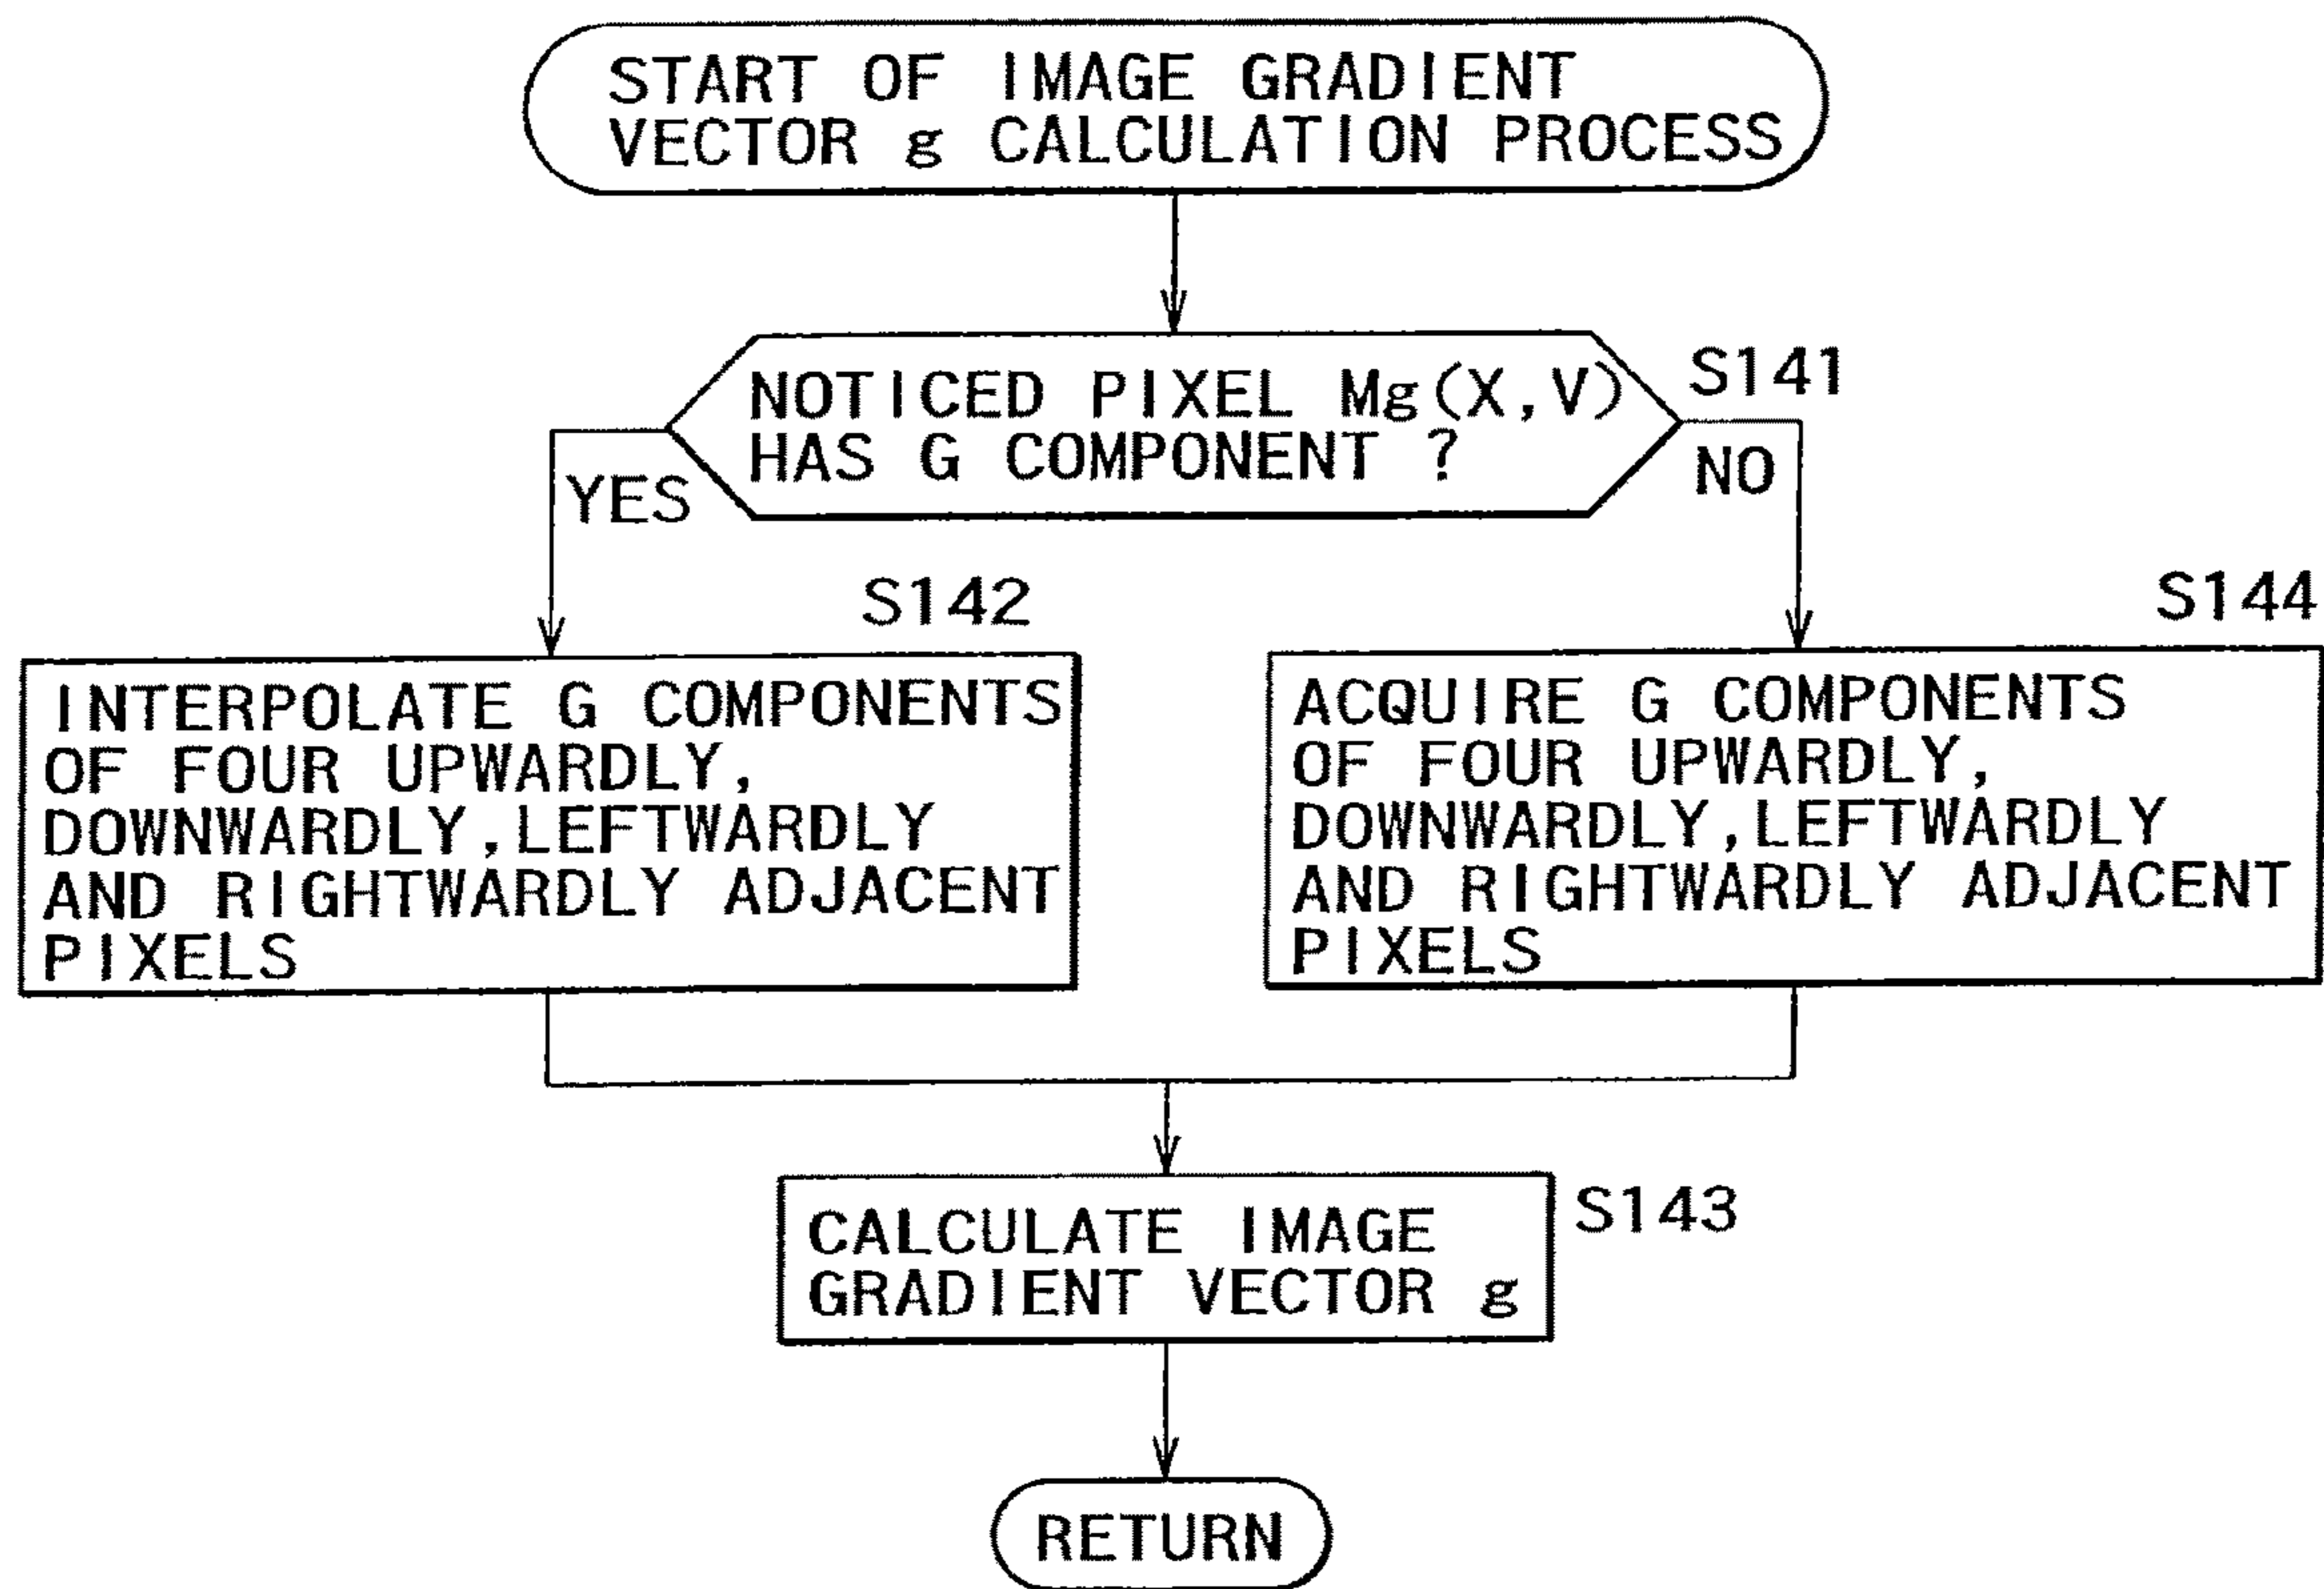 START OF IMAGE GRADIENT
VECTOR g CALCULATION PROCESS
NOTICED PIXEL Mg(X,V)
HAS G COMPONENT ?
S141
YES
NO
S142
S144
INTERPOLATE G COMPONENTS
OF FOUR UPWARDLY,
DOWNWARDLY,LEFTWARDLY
AND RIGHTWARDLY ADJACENT
PIXELS
ACQUIRE G COMPONENTS
OF FOUR UPWARDLY,
DOWNWARDLY,LEFTWARDLY
AND RIGHTWARDLY ADJACENT
PIXELS
CALCULATE IMAGE
GRADIENT VECTOR g
S143
RETURN